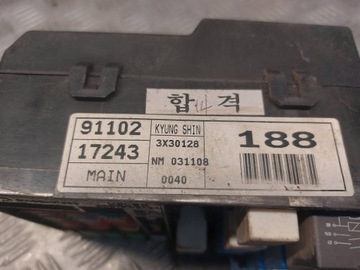 합격
91102 KYUNG SHIN 188
17243 3X30128
NM 031108
MAIN 0040